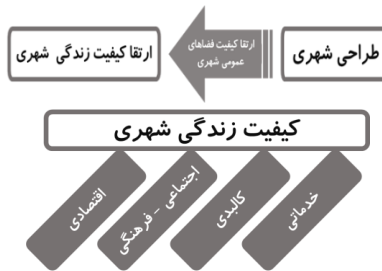 طراحی شهری
ارتقا کیفیت فضاهای
عمومی شهری
ارتقا کیفیت زندگی شهری
کیفیت زندگی شهری
خدماتی
کالبدی
اجتماعی - فرهنگی
اقتصادی